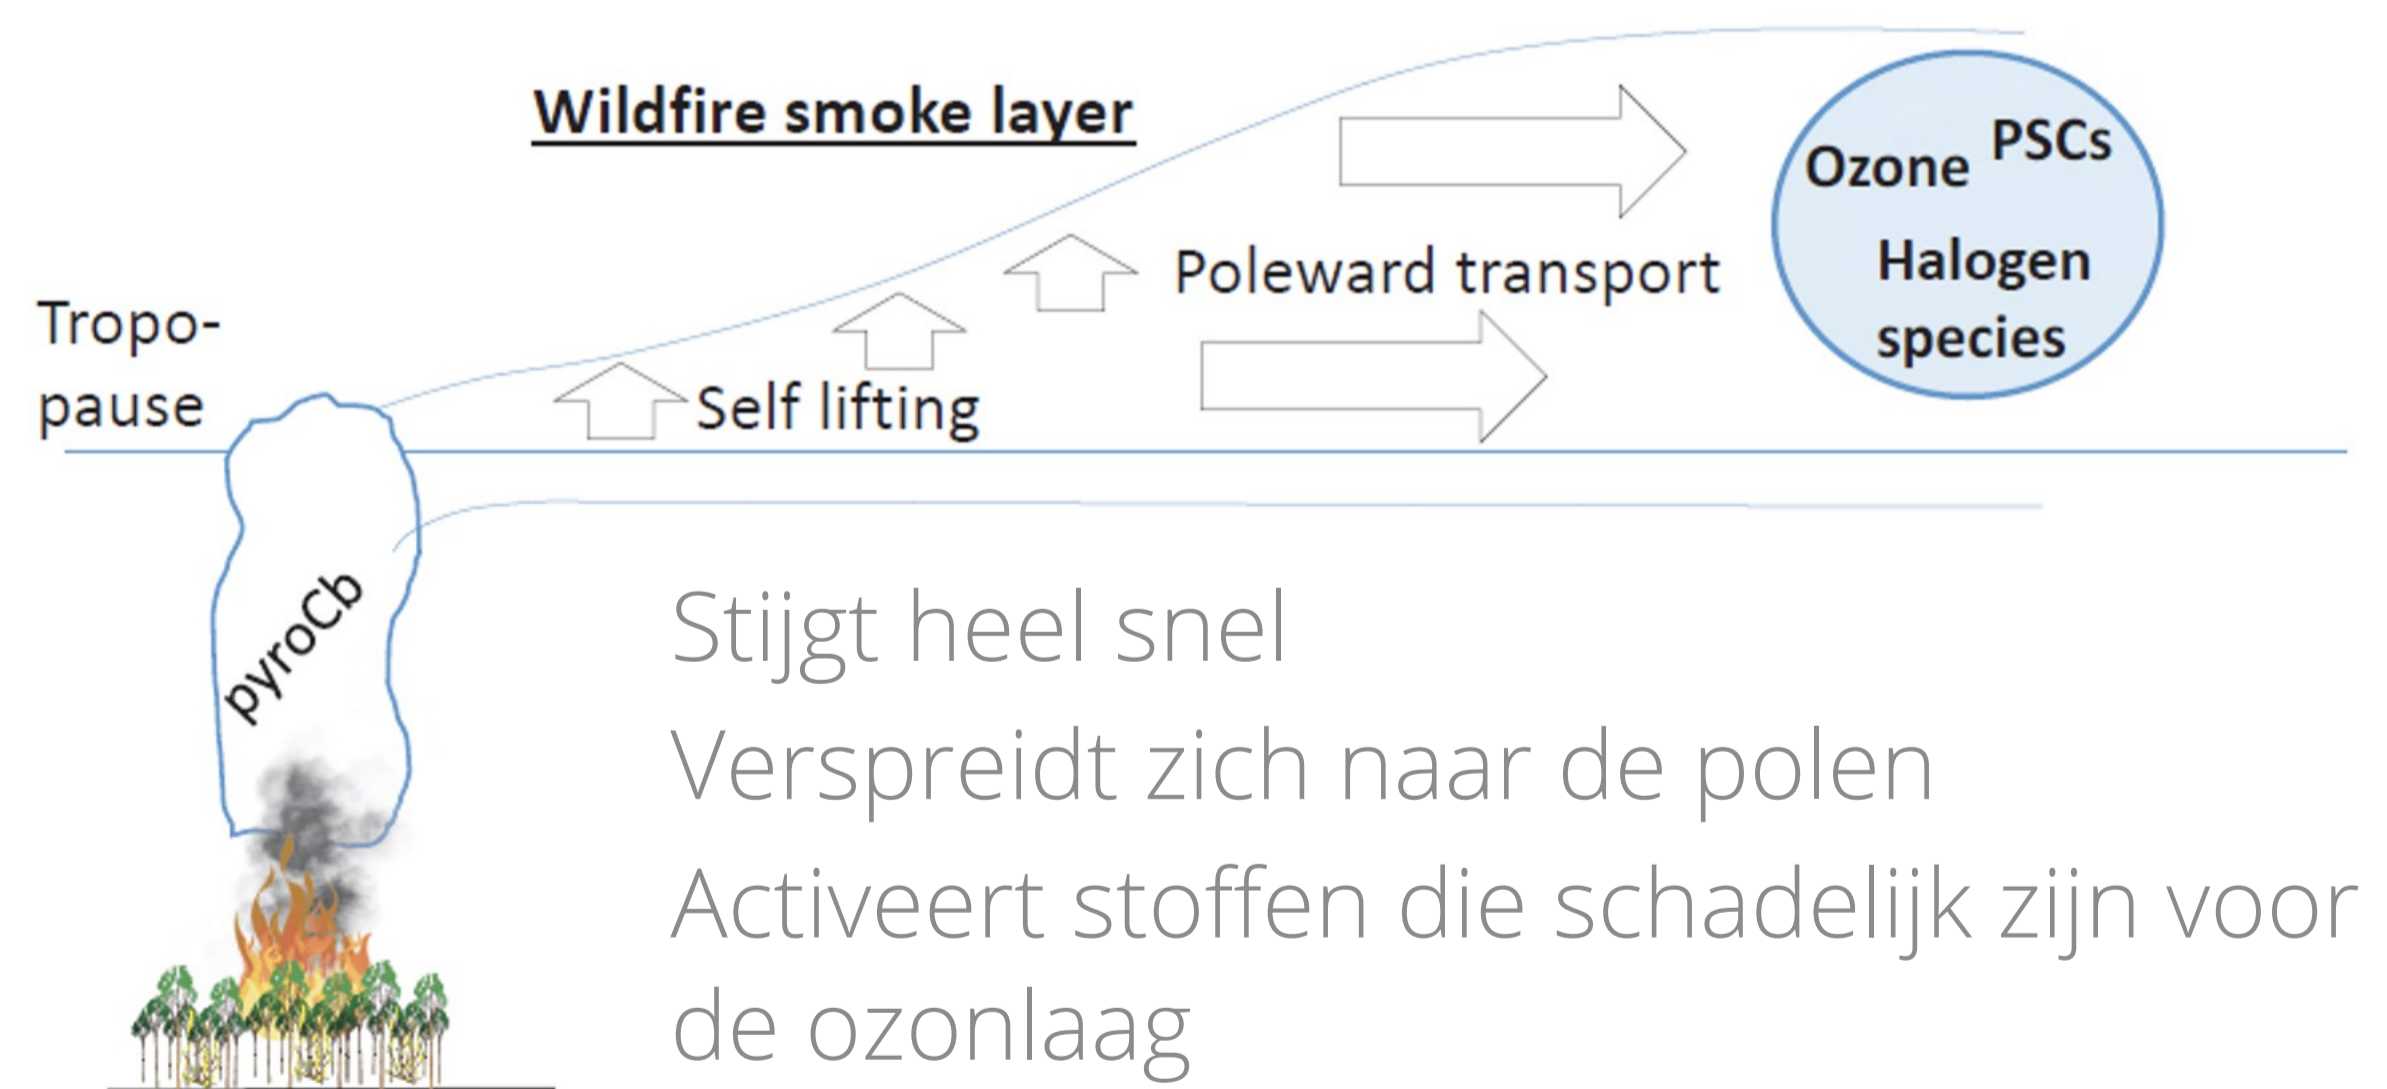 Wildfire smoke layer
Ozone
PSCs
Halogen
species
Poleward transport
Tropo-
pause
Self lifting
pyroCb
Stijgt heel snel
Verspreidt zich naar de polen
Activeert stoffen die schadelijk zijn voor
de ozonlaag